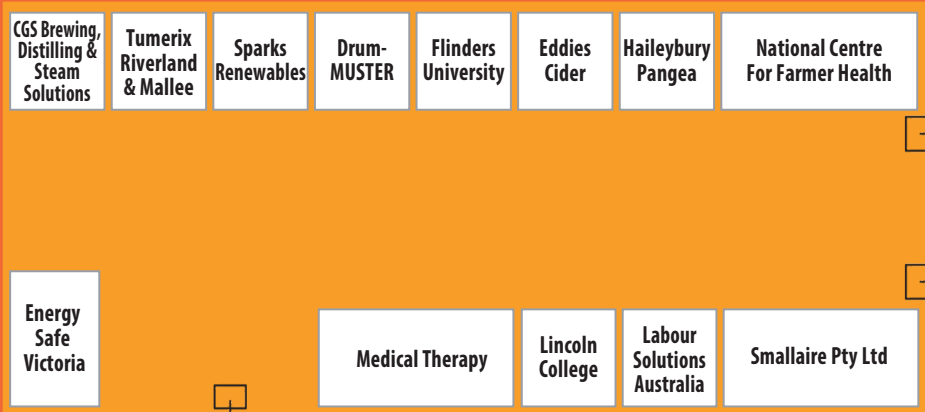 CGS Brewing,
Distilling &
Steam
Solutions
Tumerix
Riverland
& Mallee
Sparks
Renewables
Drum-
MUSTER
Flinders
University
Eddies
Cider
Haileybury
Pangea
National Centre
For Farmer Health
Energy
Safe
Victoria
Medical Therapy
Lincoln
College
Labour
Solutions
Australia
Smallaire Pty Ltd